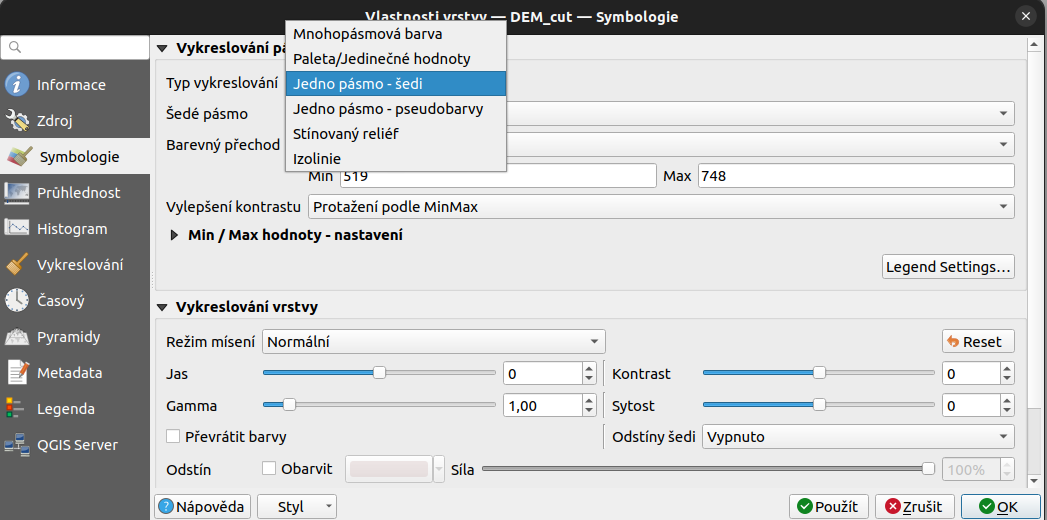 Vlastnosti vrstvy — DEM_cut — Symbologie
Informace
Zdroj
Symbologie
Průhlednost
Histogram
Vykreslování
Časový
Pyramidy
Metadata
Legenda
QGIS Server
Vykreslování
Typ vykreslování
Mnohopásmová barva
Paleta/Jedinečné hodnoty
Jedno pásmo - šedi
Jedno pásmo - pseudobarvy
Stínovaný reliéf
Izolinie
Šedé pásmo
Barevný přechod
Min 519 Max 748
Vylepšení kontrastu Protažení podle MinMax
Min / Max hodnoty - nastavení
Legend Settings...
Vykreslování vrstvy
Režim mísení Normální Reset
Jas 0 Kontrast 0
Gamma 1,00 Sytost 0
Převrátit barvy Odstíny šedi Vypnuto
Odstín Obarvit Síla 100%
Nápověda Styl Použít Zrušit OK